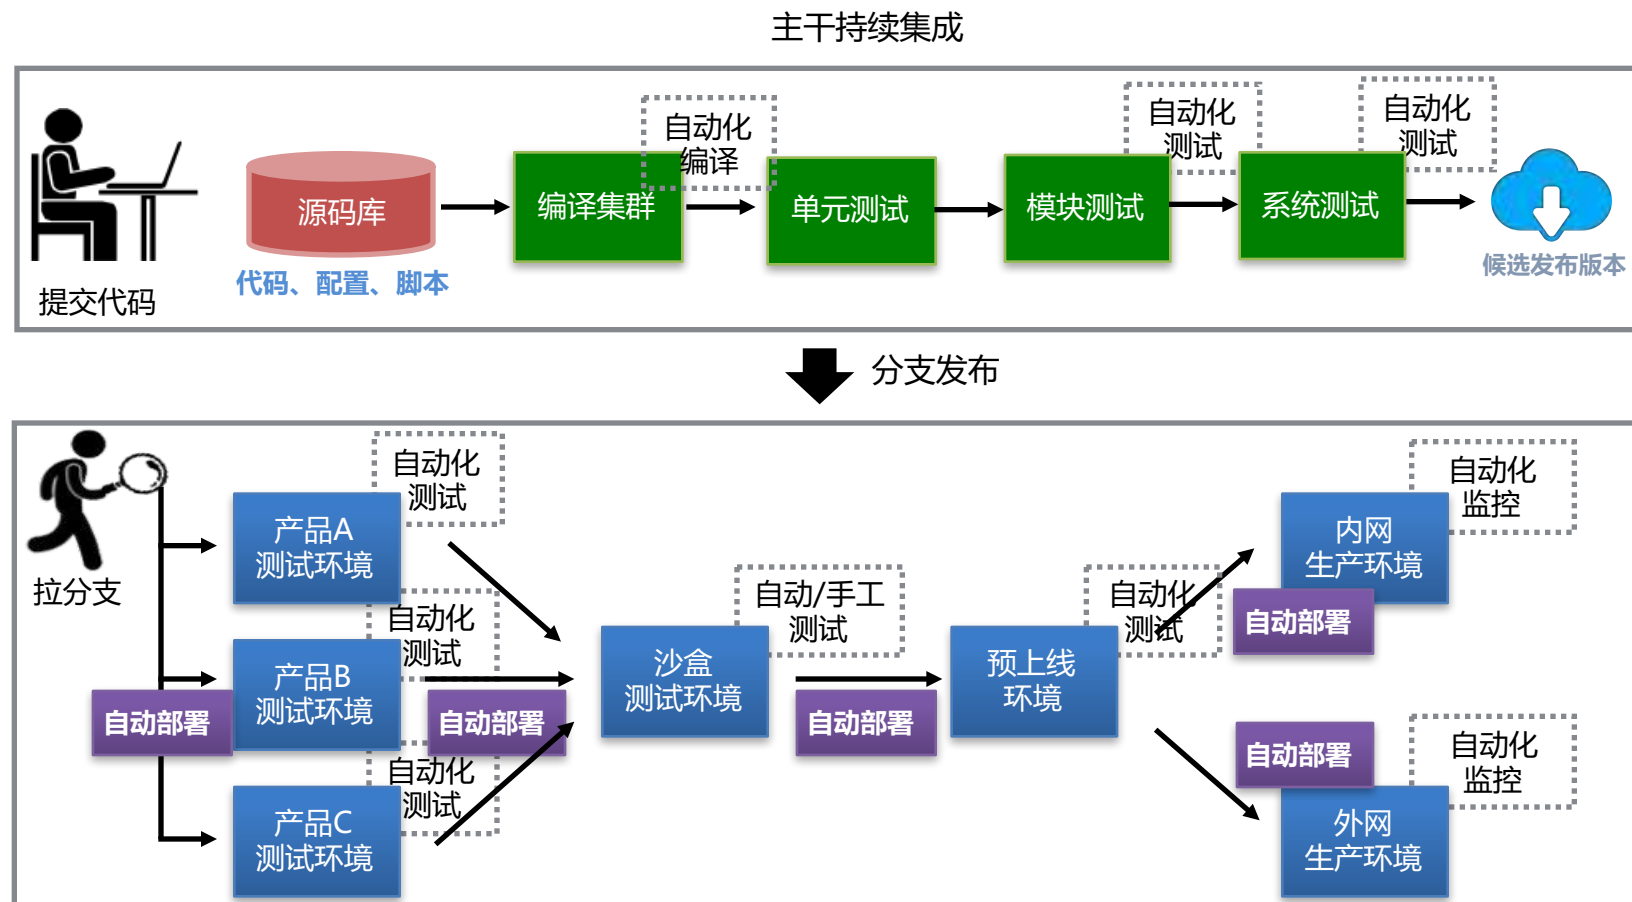 主干持续集成
自动化
编译
自动化
测试
自动化
测试
源码库
编译集群
单元测试
模块测试
系统测试
代码、配置、脚本
候选发布版本
提交代码
分支发布
拉分支
自动化
测试
产品A
测试环境
自动化
测试
产品B
测试环境
自动部署
自动部署
自动化
测试
产品C
测试环境
自动/手工
测试
沙盒
测试环境
自动部署
自动化
测试
预上线
环境
自动化
监控
内网
生产环境
自动部署
自动部署
自动化
监控
外网
生产环境